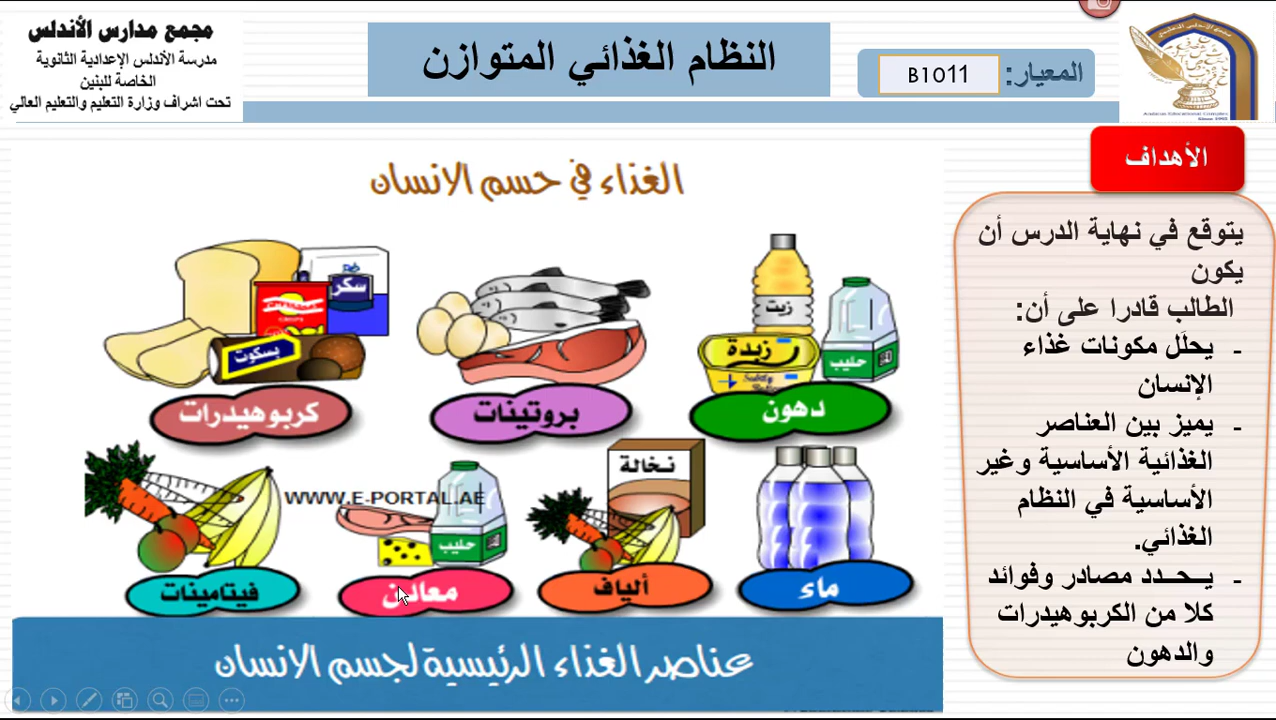 مجمع مدارس الأندلس
مدرسة الأندلس الإعدادية الثانوية
الخاصة للبنين
تحت اشراف وزارة التعليم والتعليم العالي
النظام الغذائي المتوازن
المعيار: B1011
الأهداف
يتوقع في نهاية الدرس أن
يكون
الطالب قادرا على أن:
- يحلّل مكونات غذاء
الإنسان
- يميز بين العناصر
الغذائية الأساسية وغير
الأساسية في النظام
الغذائي.
- يــحــدد مصادر وفوائد
كلا من الكربوهيدرات
والدهون
الغذاء في حسم الانسان
سكر
بسكوت
زيت
زبدة
حليب
كربوهيدرات
بروتينات
دهون
نخالة
WWW.E-PORTAL.AE
حليب
فيتامينات
معادن
ألياف
ماء
عناصر الغذاء الرئيسية لجسم الانسان